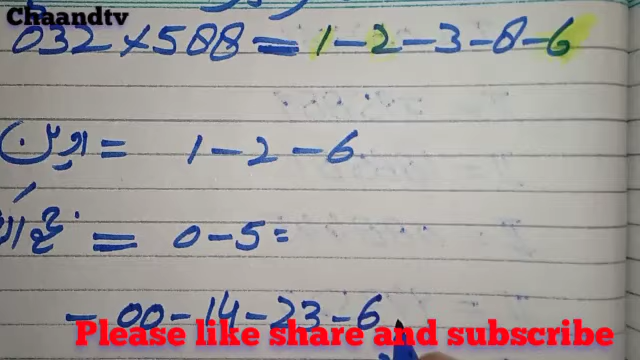 Chaandtv
032 x 588 = 1-2-3-8-6
اوپن = 1-2-6
= 0-5 =
- 00-14-23-6
Please like share and subscribe